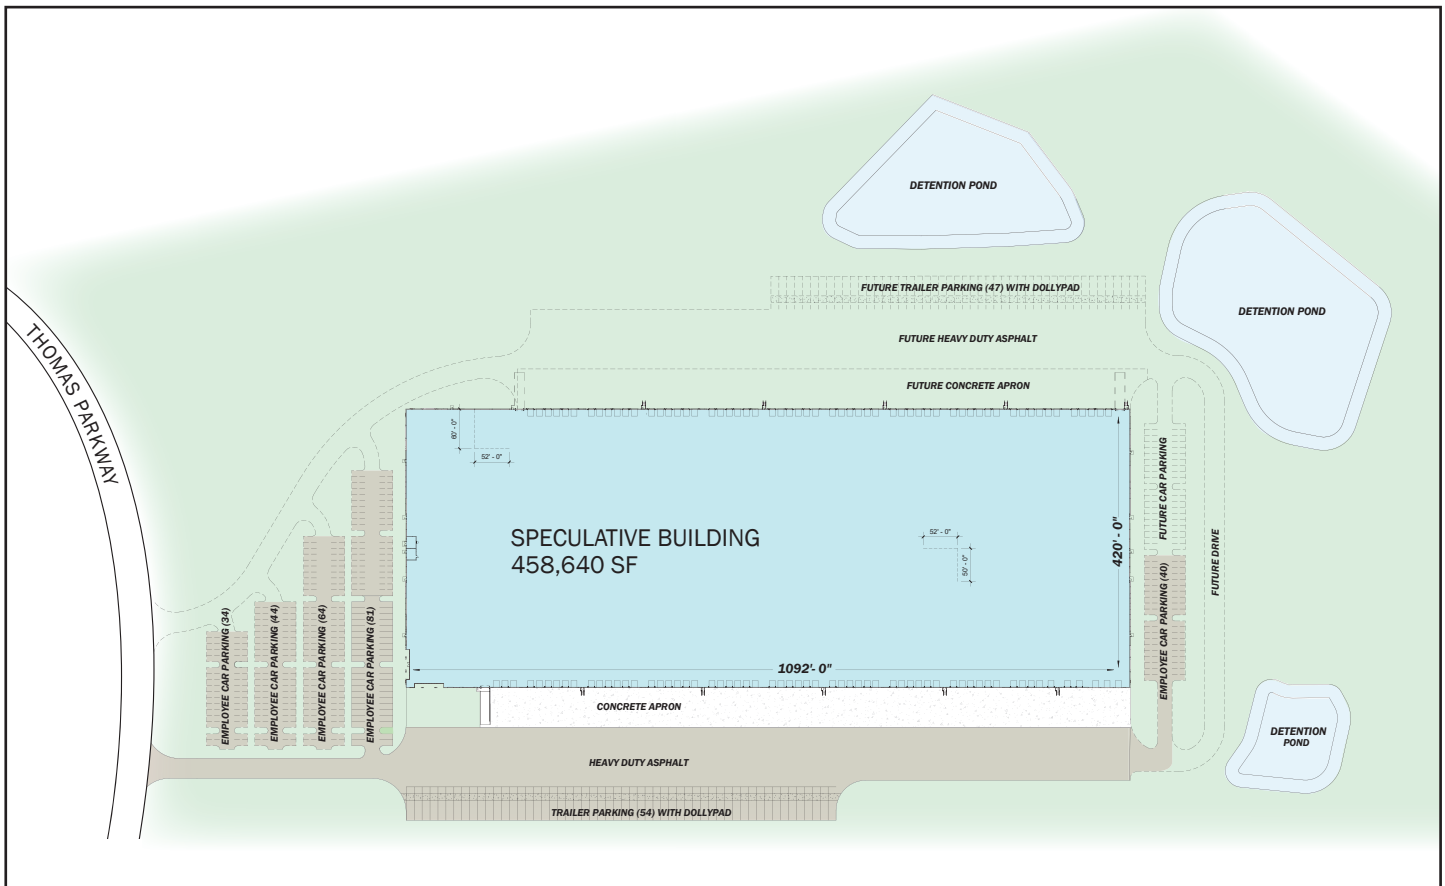 DETENTION POND
DETENTION POND
FUTURE TRAILER PARKING (47) WITH DOLLYPAD
FUTURE HEAVY DUTY ASPHALT
FUTURE CONCRETE APRON
THOMAS PARKWAY
60' - 0"
52' - 0"
SPECULATIVE BUILDING
458,640 SF
52' - 0"
50' - 0"
420' - 0"
1092'- 0"
FUTURE CAR PARKING
FUTURE DRIVE
EMPLOYEE CAR PARKING (34)
EMPLOYEE CAR PARKING (44)
EMPLOYEE CAR PARKING (64)
EMPLOYEE CAR PARKING (81)
EMPLOYEE CAR PARKING (40)
CONCRETE APRON
DETENTION
POND
HEAVY DUTY ASPHALT
TRAILER PARKING (54) WITH DOLLYPAD